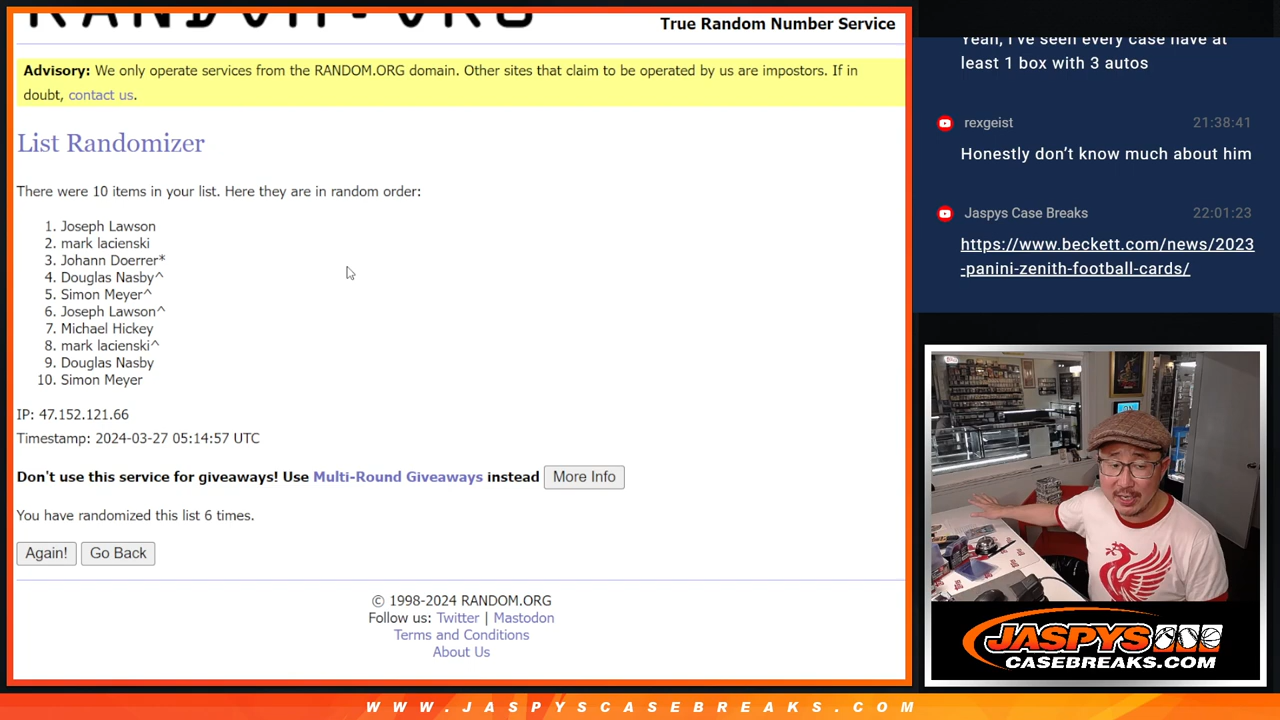 RANDOM.ORG
True Random Number Service
Advisory: We only operate services from the RANDOM.ORG domain. Other sites that claim to be operated by us are impostors. If in
doubt, contact us.
List Randomizer
There were 10 items in your list. Here they are in random order:
1. Joseph Lawson
2. mark lacienski
3. Johann Doerrer*
4. Douglas Nasby^
5. Simon Meyer^
6. Joseph Lawson^
7. Michael Hickey
8. mark lacienski^
9. Douglas Nasby
10. Simon Meyer
IP: 47.152.121.66
Timestamp: 2024-03-27 05:14:57 UTC
Don't use this service for giveaways! Use Multi-Round Giveaways instead More Info
You have randomized this list 6 times.
Again! Go Back
© 1998-2024 RANDOM.ORG
Follow us: Twitter | Mastodon
Terms and Conditions
About Us
Yeah, I've seen every case have at
least 1 box with 3 autos
rexgeist 21:38:41
Honestly don't know much about him
Jaspys Case Breaks 22:01:23
https://www.beckett.com/news/2023
-panini-zenith-football-cards/
JASPYS
CASEBREAKS.COM
WWW.JASPYSCASEBREAKS.COM